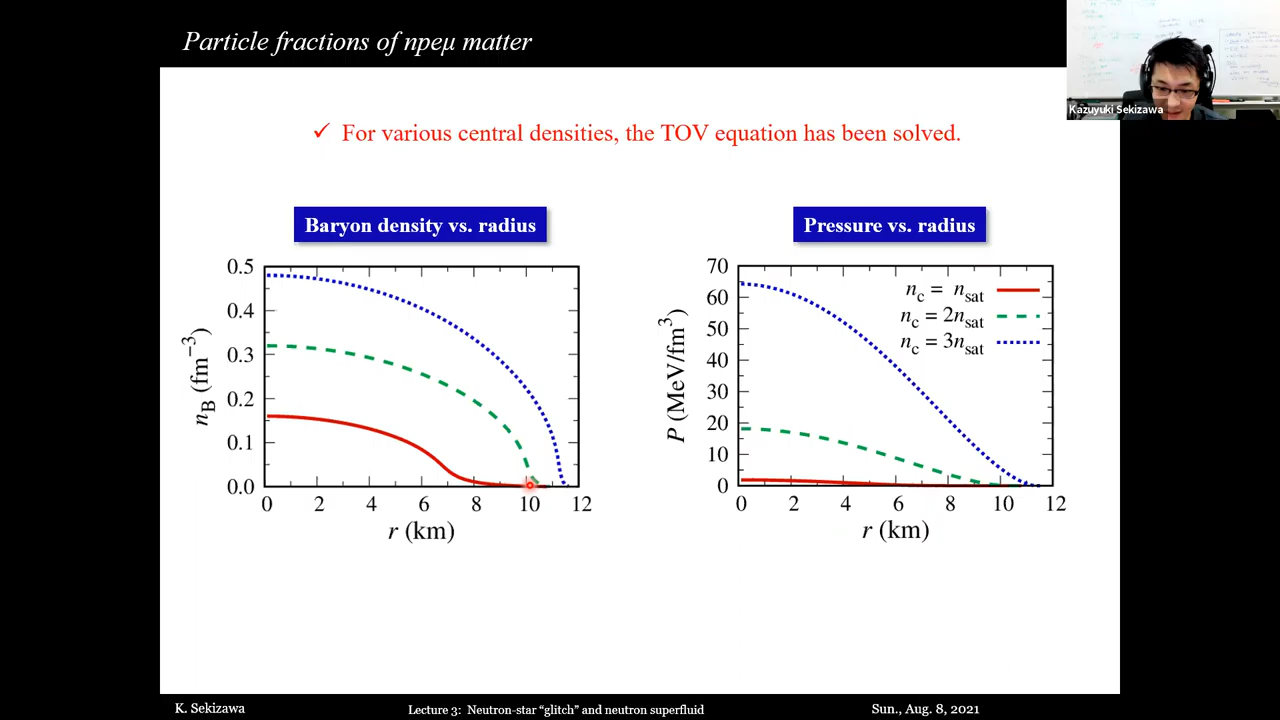 Particle fractions of npeμ matter
Kazuyuki Sekizawa
✓ For various central densities, the TOV equation has been solved.
Baryon density vs. radius
Pressure vs. radius
0.5
0.4
0.3
0.2
0.1
0.0
n_B (fm⁻³)
0 2 4 6 8 10 12
r (km)
70
60
50
40
30
20
10
0
P (MeV/fm³)
n_c = n_sat
n_c = 2n_sat
n_c = 3n_sat
0 2 4 6 8 10 12
r (km)
K. Sekizawa
Lecture 3: Neutron-star “glitch” and neutron superfluid
Sun., Aug. 8, 2021